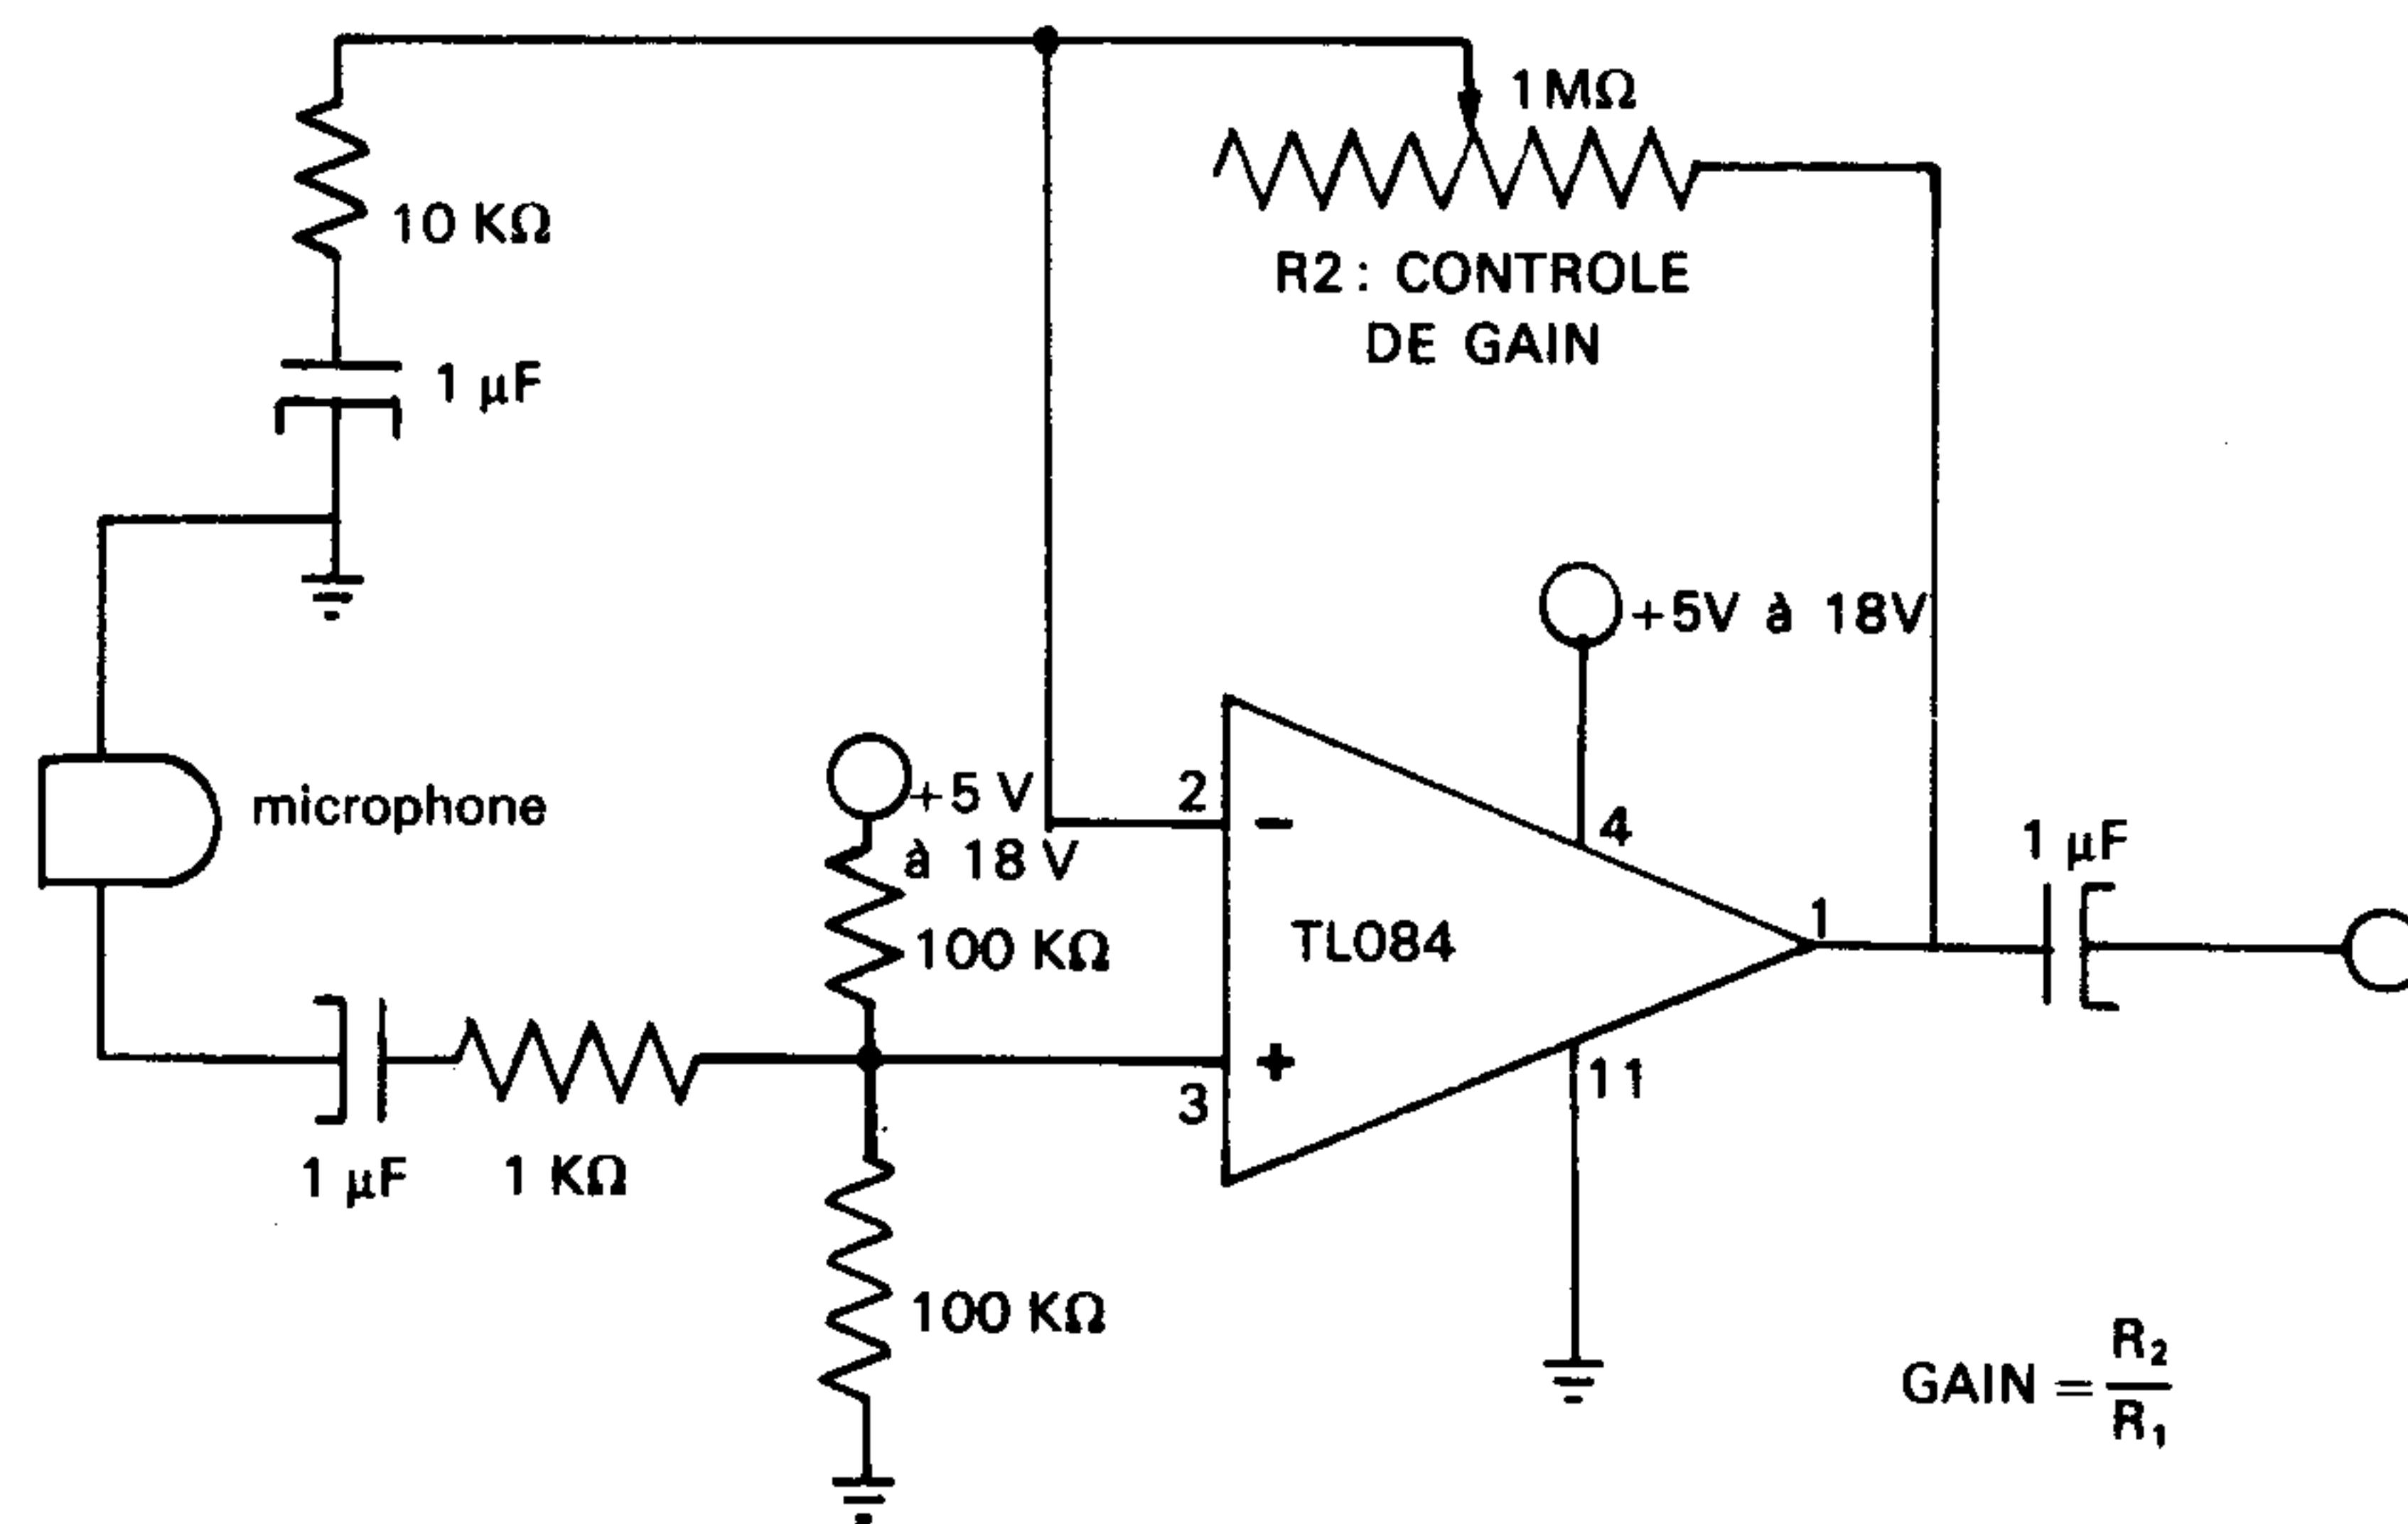 1 MΩ
10 KΩ
R2 : CONTROLE
DE GAIN
1 µF
+5V à 18V
microphone
+5 V
à 18 V
2
−
4
1 µF
100 KΩ
TL084
1
+
3
11
1 µF
1 KΩ
100 KΩ
GAIN = R₂
R₁